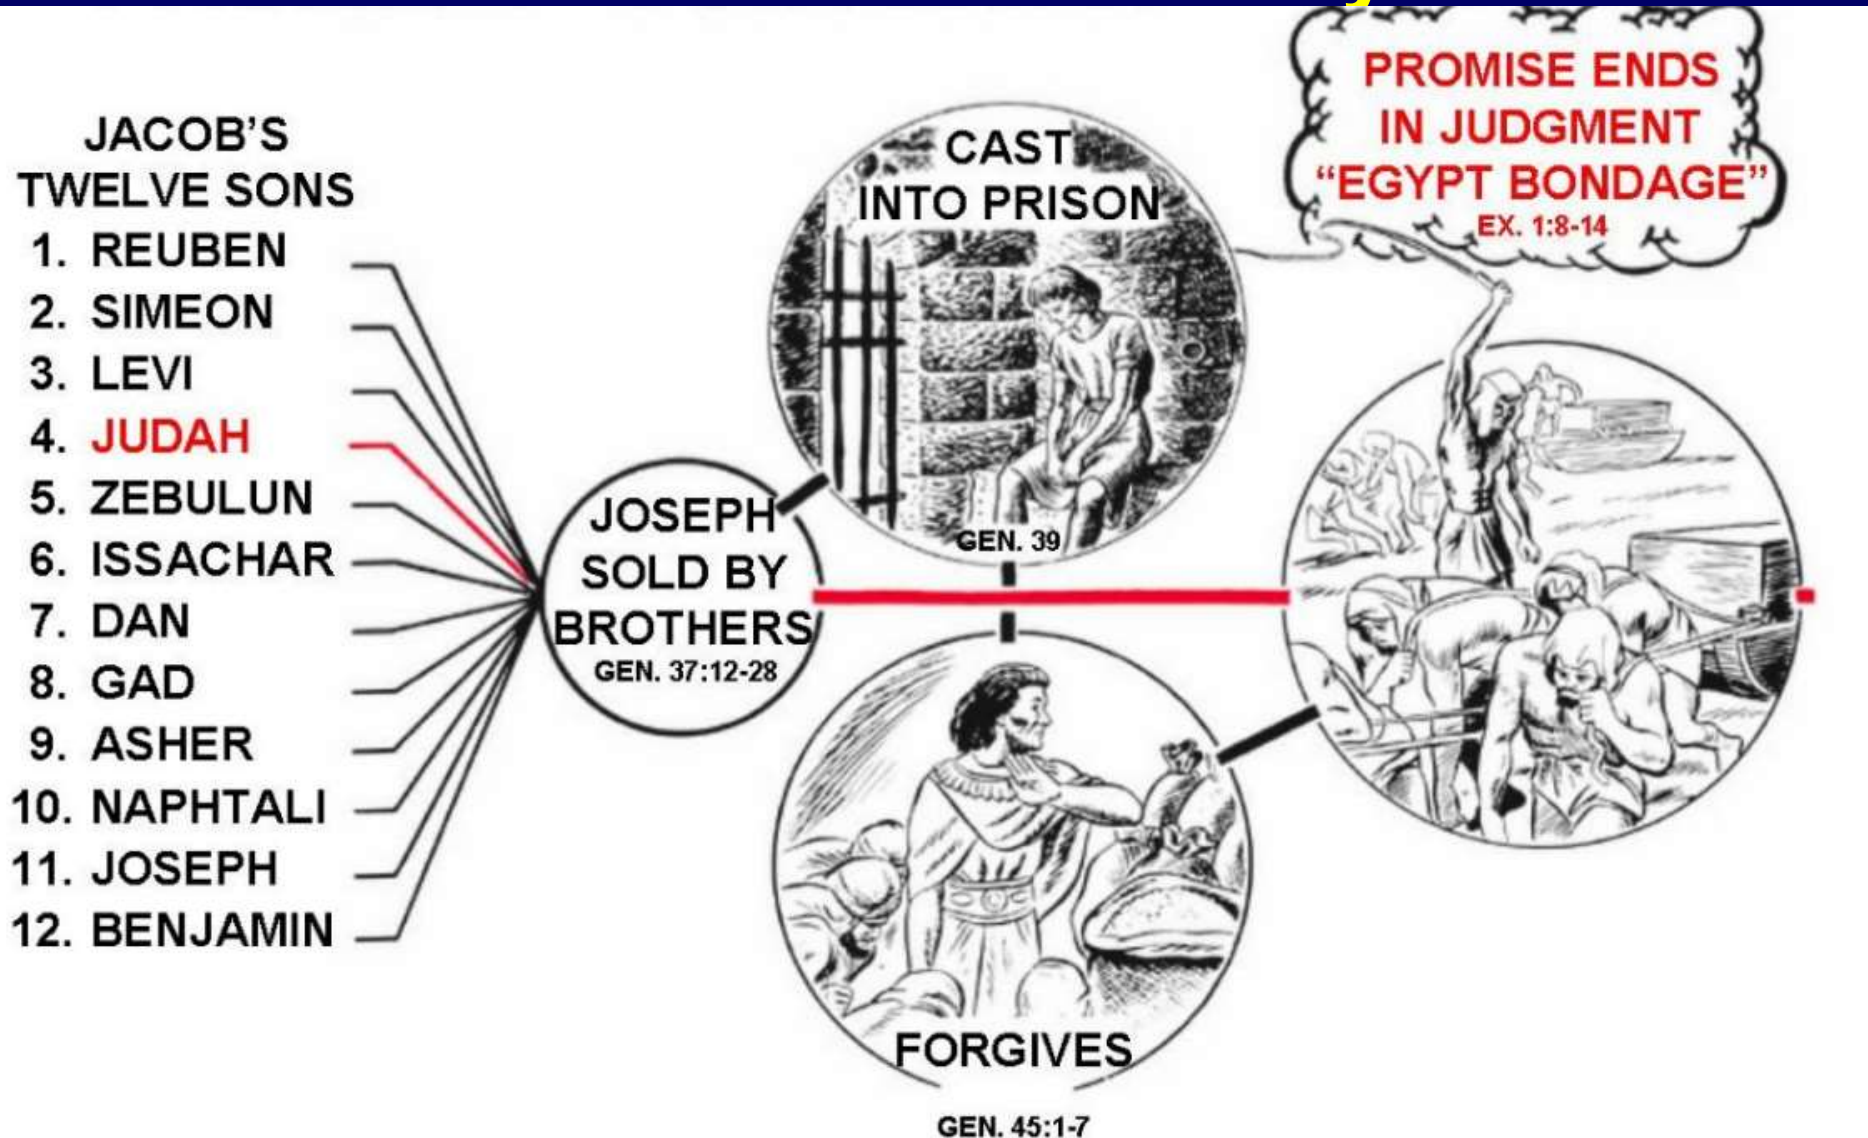 JACOB'S
TWELVE SONS
1. REUBEN
2. SIMEON
3. LEVI
4. JUDAH
5. ZEBULUN
6. ISSACHAR
7. DAN
8. GAD
9. ASHER
10. NAPHTALI
11. JOSEPH
12. BENJAMIN
JOSEPH
SOLD BY
BROTHERS
GEN. 37:12-28
CAST
INTO PRISON
GEN. 39
FORGIVES
GEN. 45:1-7
PROMISE ENDS
IN JUDGMENT
“EGYPT BONDAGE”
EX. 1:8-14